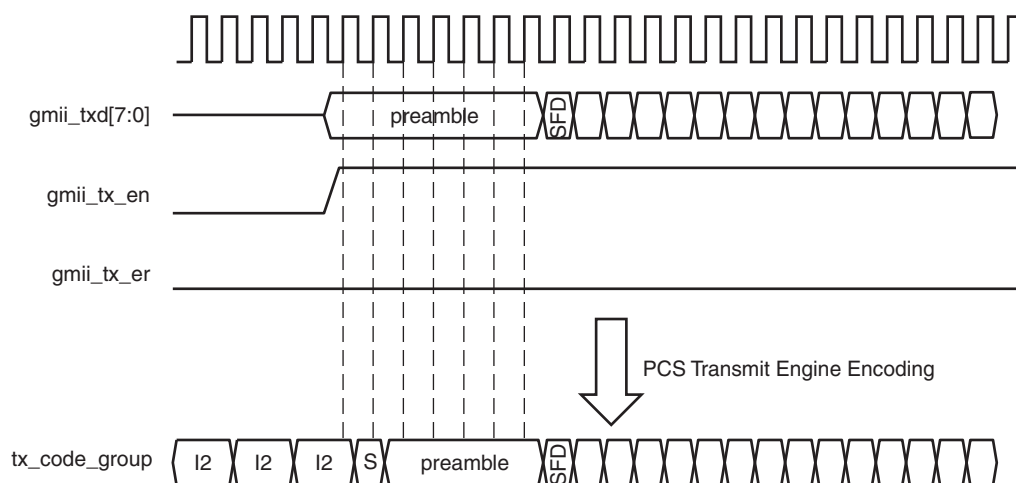 gmii_txd[7:0]
preamble
SFD
gmii_tx_en
gmii_tx_er
PCS Transmit Engine Encoding
tx_code_group
I2 I2 I2 S preamble SFD